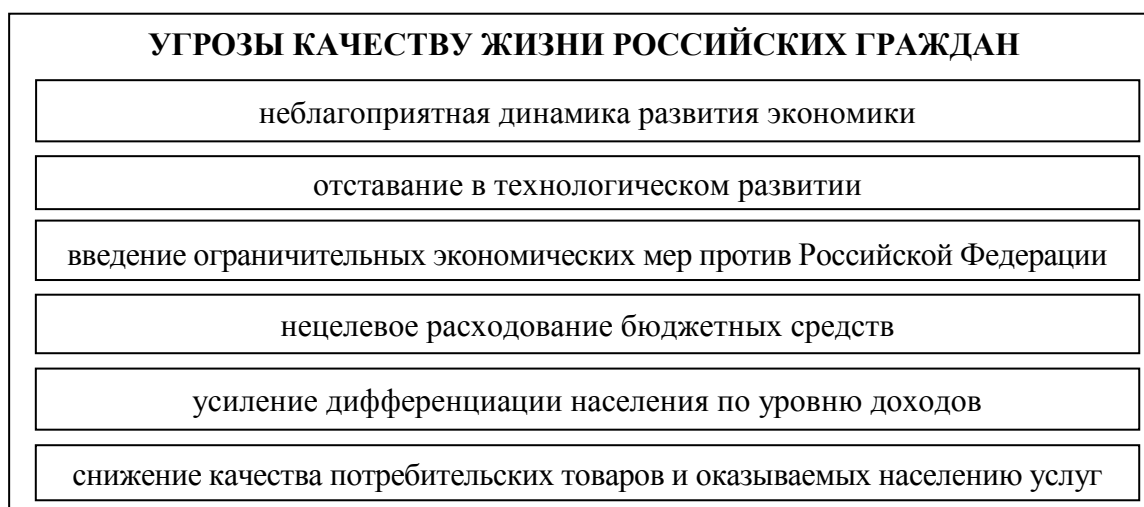 УГРОЗЫ КАЧЕСТВУ ЖИЗНИ РОССИЙСКИХ ГРАЖДАН
неблагоприятная динамика развития экономики
отставание в технологическом развитии
введение ограничительных экономических мер против Российской Федерации
нецелевое расходование бюджетных средств
усиление дифференциации населения по уровню доходов
снижение качества потребительских товаров и оказываемых населению услуг